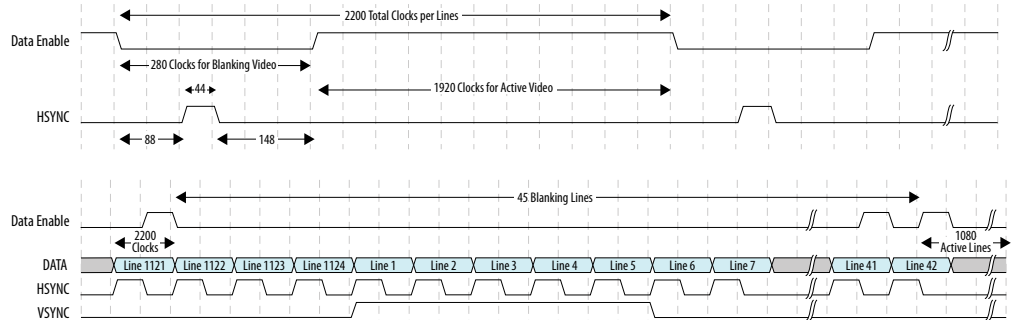 2200 Total Clocks per Lines
Data Enable
280 Clocks for Blanking Video
44
1920 Clocks for Active Video
HSYNC
88
148
45 Blanking Lines
Data Enable
2200
Clocks
1080
Active Lines
DATA
Line 1121
Line 1122
Line 1123
Line 1124
Line 1
Line 2
Line 3
Line 4
Line 5
Line 6
Line 7
Line 41
Line 42
HSYNC
VSYNC